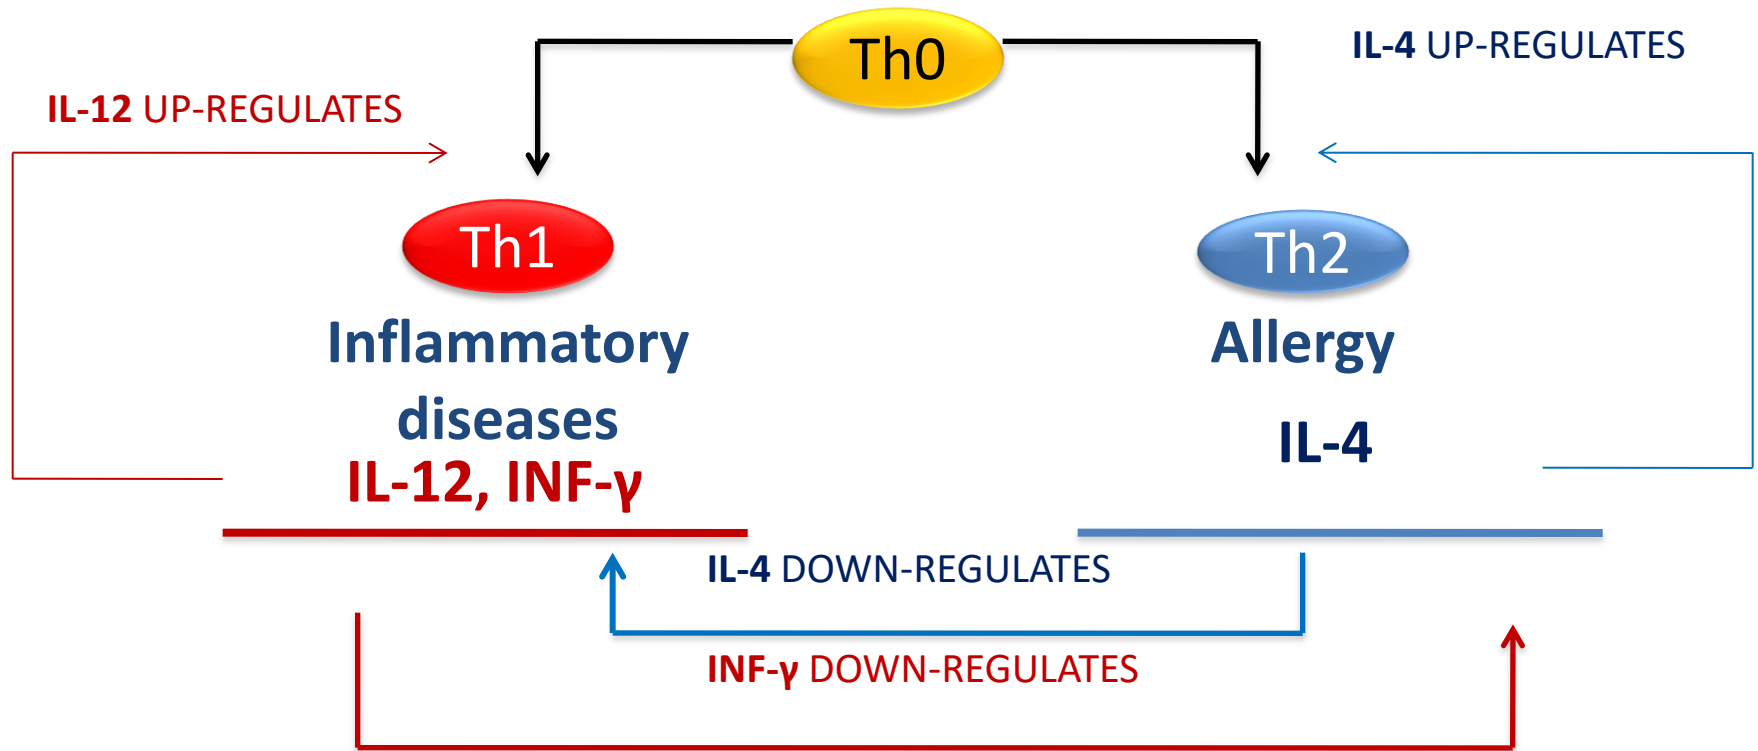 Th0
IL-4 UP-REGULATES
IL-12 UP-REGULATES
Th1
Th2
Inflammatory
diseases
IL-12, INF-γ
Allergy
IL-4
IL-4 DOWN-REGULATES
INF-γ DOWN-REGULATES